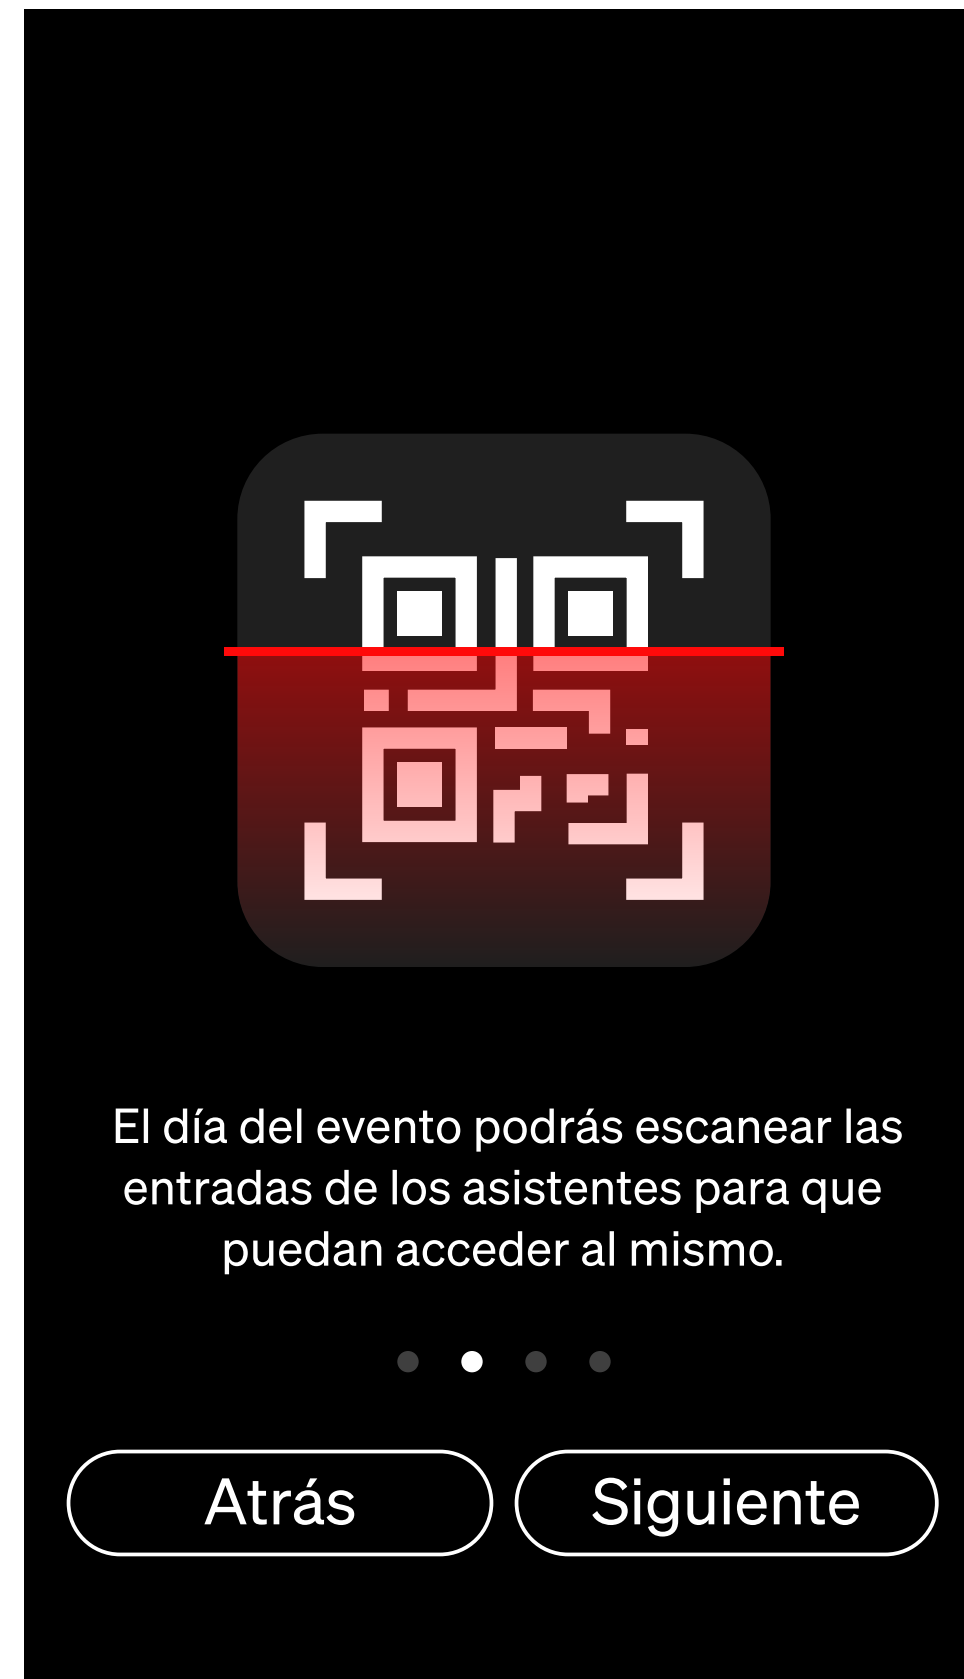 El día del evento podrás escanear las
entradas de los asistentes para que
puedan acceder al mismo.
Atrás
Siguiente